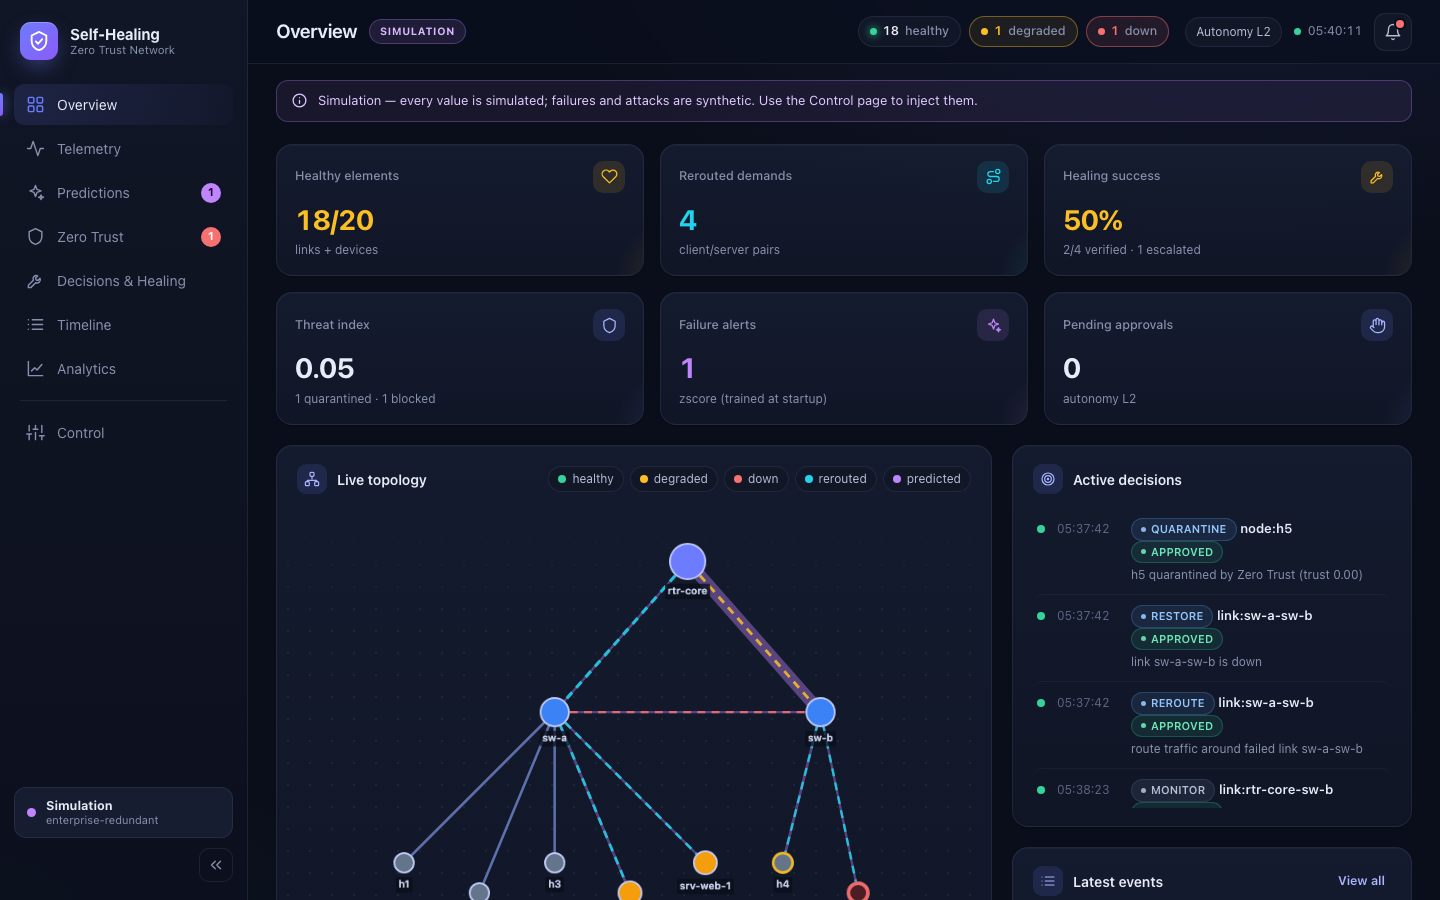 Self-Healing
Zero Trust Network
Overview
Telemetry
Predictions 1
Zero Trust 1
Decisions & Healing
Timeline
Analytics
Control
Simulation
enterprise-redundant
Overview SIMULATION
18 healthy 1 degraded 1 down Autonomy L2 05:40:11
Simulation — every value is simulated; failures and attacks are synthetic. Use the Control page to inject them.
Healthy elements
18/20
links + devices
Rerouted demands
4
client/server pairs
Healing success
50%
2/4 verified · 1 escalated
Threat index
0.05
1 quarantined · 1 blocked
Failure alerts
1
zscore (trained at startup)
Pending approvals
0
autonomy L2
Live topology
healthy degraded down rerouted predicted
rtr-core
sw-a
sw-b
h1
h3
srv-web-1
h4
Active decisions
05:37:42 QUARANTINE node:h5
APPROVED
h5 quarantined by Zero Trust (trust 0.00)
05:37:42 RESTORE link:sw-a-sw-b
APPROVED
link sw-a-sw-b is down
05:37:42 REROUTE link:sw-a-sw-b
APPROVED
route traffic around failed link sw-a-sw-b
05:38:23 MONITOR link:rtr-core-sw-b
Latest events
View all